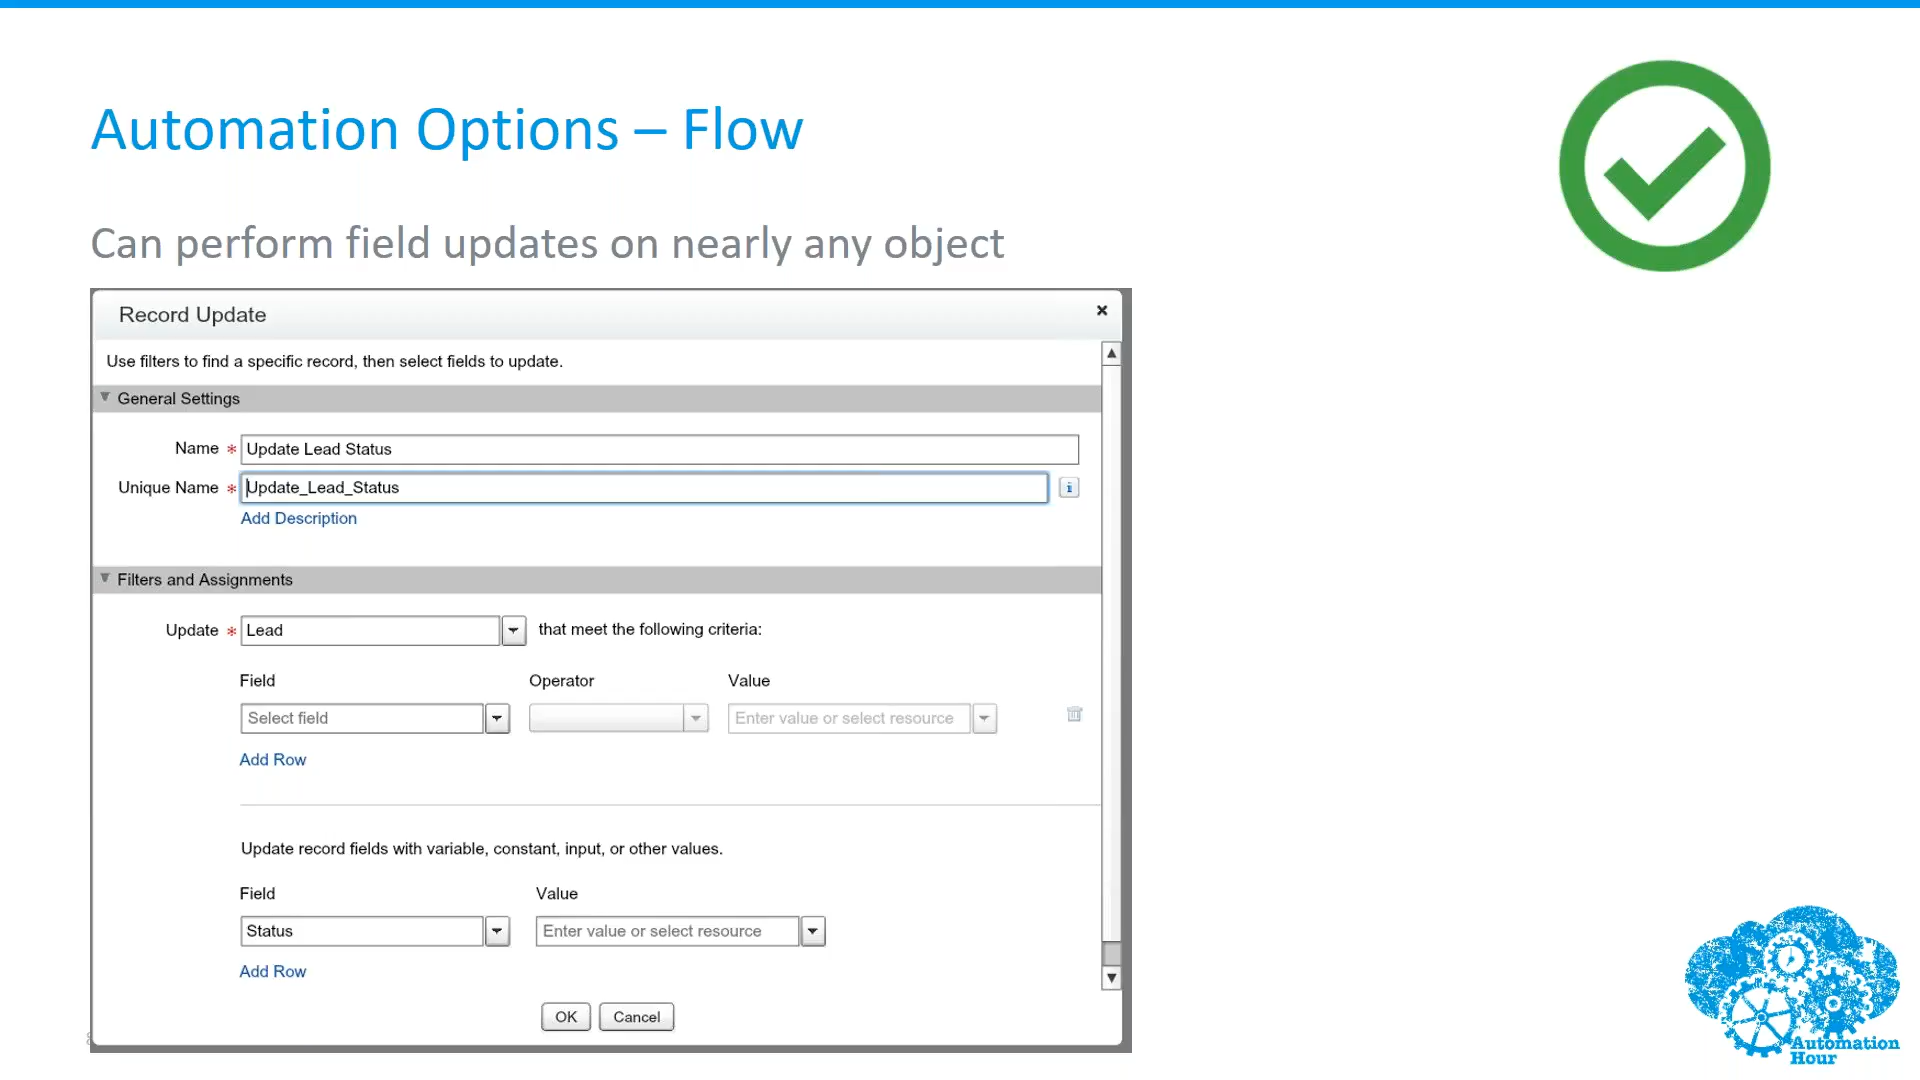 Automation Options – Flow
Can perform field updates on nearly any object
Record Update
Use filters to find a specific record, then select fields to update.
General Settings
Name * Update Lead Status
Unique Name * Update_Lead_Status
Add Description
Filters and Assignments
Update * Lead that meet the following criteria:
Field Operator Value
Select field Enter value or select resource
Add Row
Update record fields with variable, constant, input, or other values.
Field Value
Status Enter value or select resource
Add Row
OK Cancel
Automation
Hour